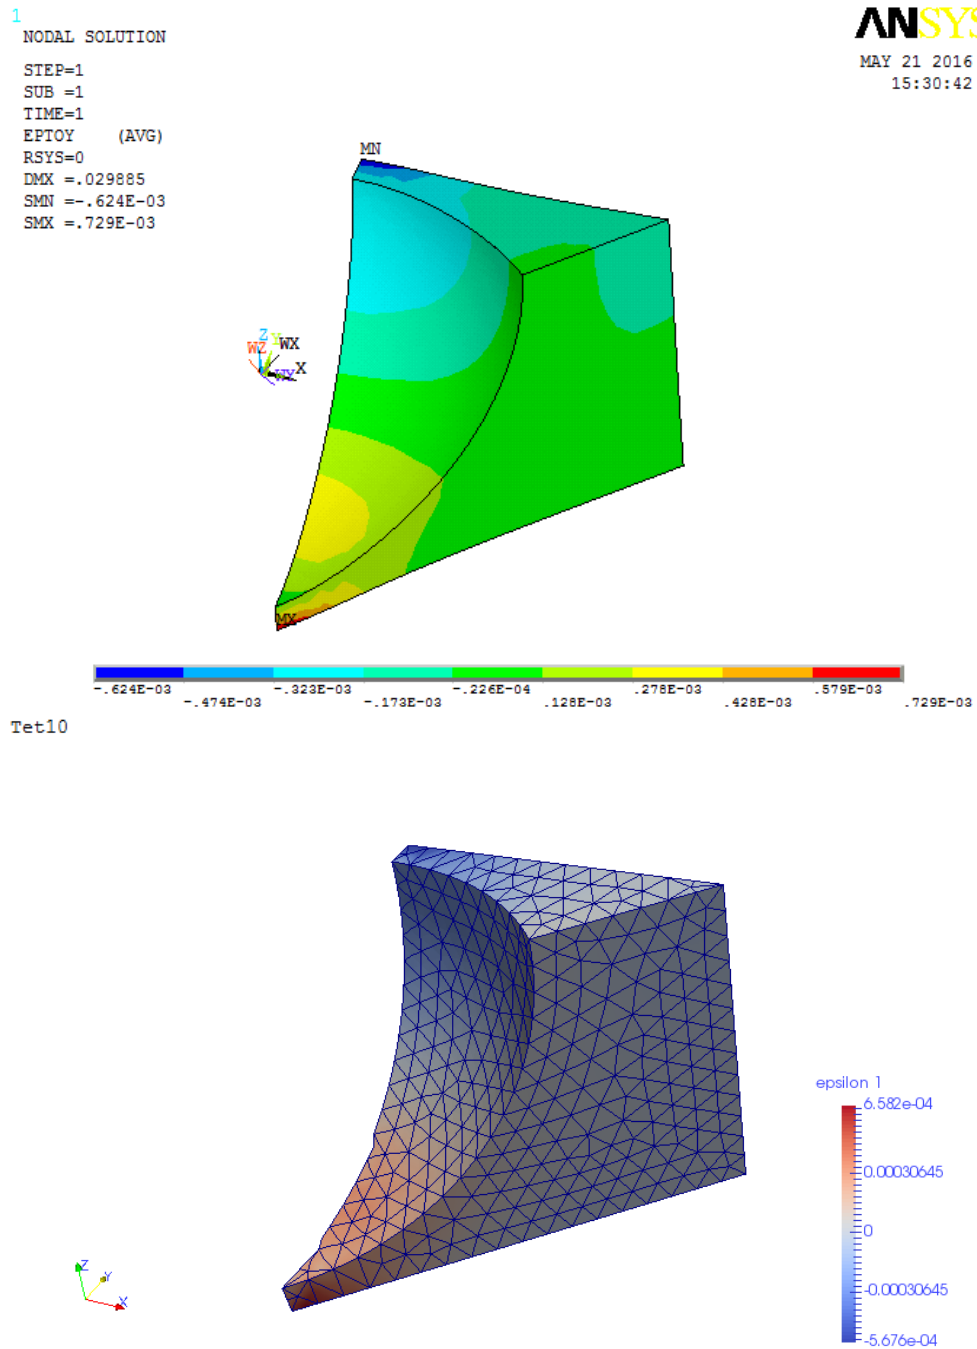 1
NODAL SOLUTION
STEP=1
SUB =1
TIME=1
EPTOY (AVG)
RSYS=0
DMX =.029885
SMN =-.624E-03
SMX =.729E-03
ANSYS
MAY 21 2016
15:30:42
MN
Z Y WX
WZ
WY X
MX
-.624E-03 -.323E-03 -.226E-04 .278E-03 .579E-03
-.474E-03 -.173E-03 .128E-03 .428E-03 .729E-03
Tet10
epsilon 1
6.582e-04
0.00030645
0
-0.00030645
-5.676e-04
Z
Y
X